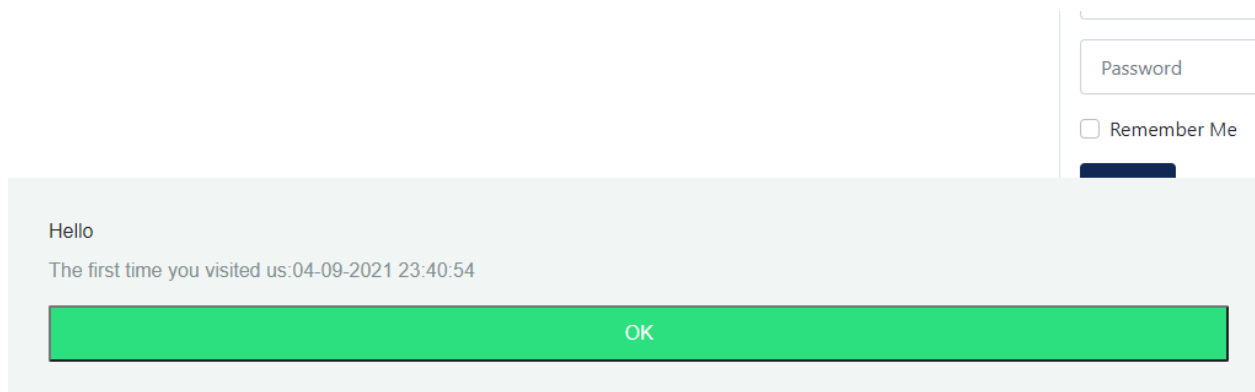 Password
Remember Me
Hello
The first time you visited us:04-09-2021 23:40:54
OK